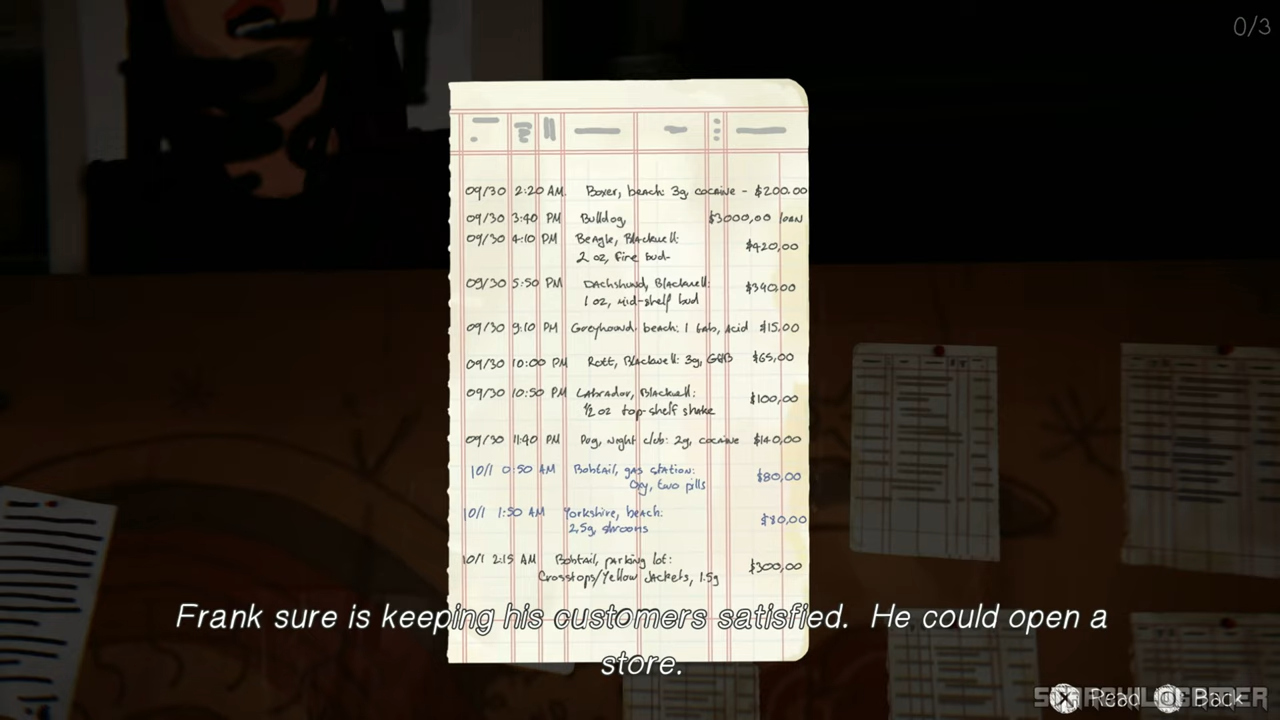 0/3
09/30 2:20 AM. Boxer, beach: 3g, cocaine - $200.00
09/30 3:40 PM Bulldog, $3000,00 loan
09/30 4:10 PM Beagle, Blackwell:
2 oz, fire bud- $420,00
09/30 5:50 PM Dachshund, Blackwell:
1 oz, mid-shelf bud $340,00
09/30 9:10 PM Greyhound, beach: 1 tab, acid $15,00
09/30 10:00 PM Rott, Blackwell: 3g, GHB $65,00
09/30 10:50 PM Labrador, Blackwell:
1/2 oz top-shelf shake $100,00
09/30 11:40 PM Pug, night club: 2g, cocaine $140,00
10/1 0:50 AM Bobtail, gas station:
Oxy, two pills $80,00
10/1 1:50 AM Yorkshire, beach:
2,5g, shrooms $80,00
10/1 2:15 AM Bobtail, parking lot:
Crosstops/Yellow Jackets, 1.5g $300,00
Frank sure is keeping his customers satisfied. He could open a
store.
Read Back